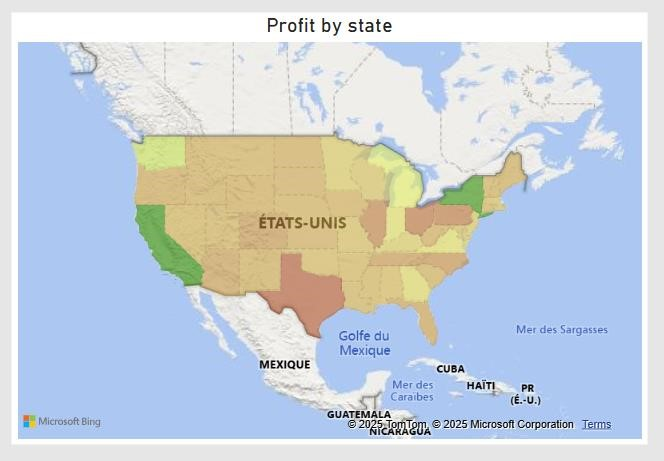 Profit by state
ÉTATS-UNIS
Golfe du
Mexique
Mer des Sargasses
MEXIQUE
CUBA
HAÏTI
PR
(É.-U.)
Mer des
Caraïbes
GUATEMALA
Microsoft Bing
© 2025 TomTom, © 2025 Microsoft Corporation Terms
NICARAGUA